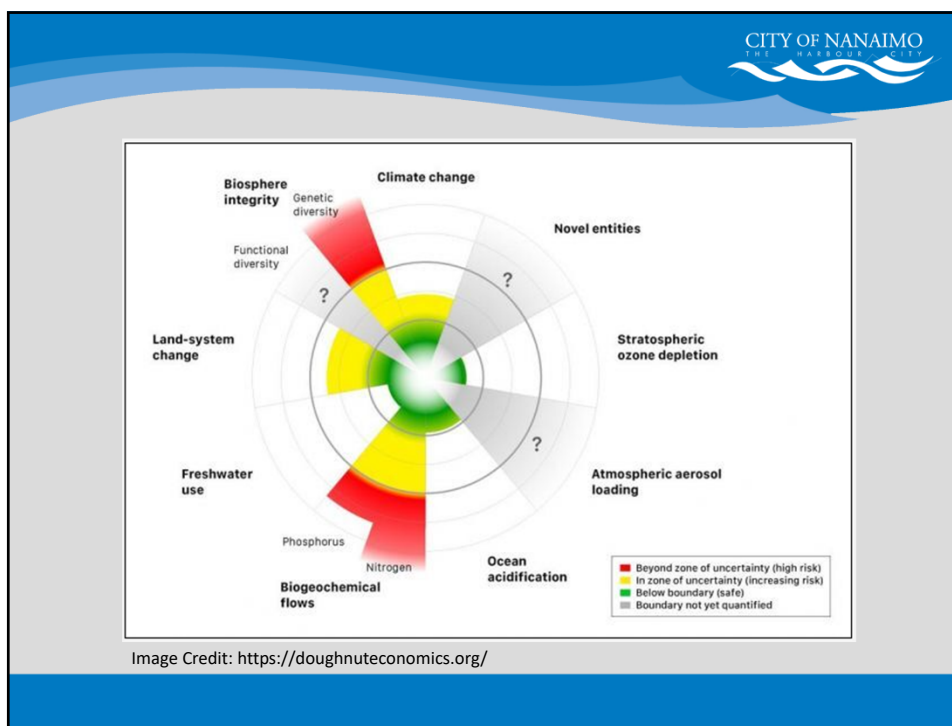 CITY OF NANAIMO
THE HARBOUR CITY
Climate change
Biosphere
integrity
Genetic
diversity
Functional
diversity
Novel entities
?
?
Land-system
change
Stratospheric
ozone depletion
?
Freshwater
use
Atmospheric aerosol
loading
Phosphorus
Nitrogen
Biogeochemical
flows
Ocean
acidification
Beyond zone of uncertainty (high risk)
In zone of uncertainty (increasing risk)
Below boundary (safe)
Boundary not yet quantified
Image Credit: https://doughnuteconomics.org/